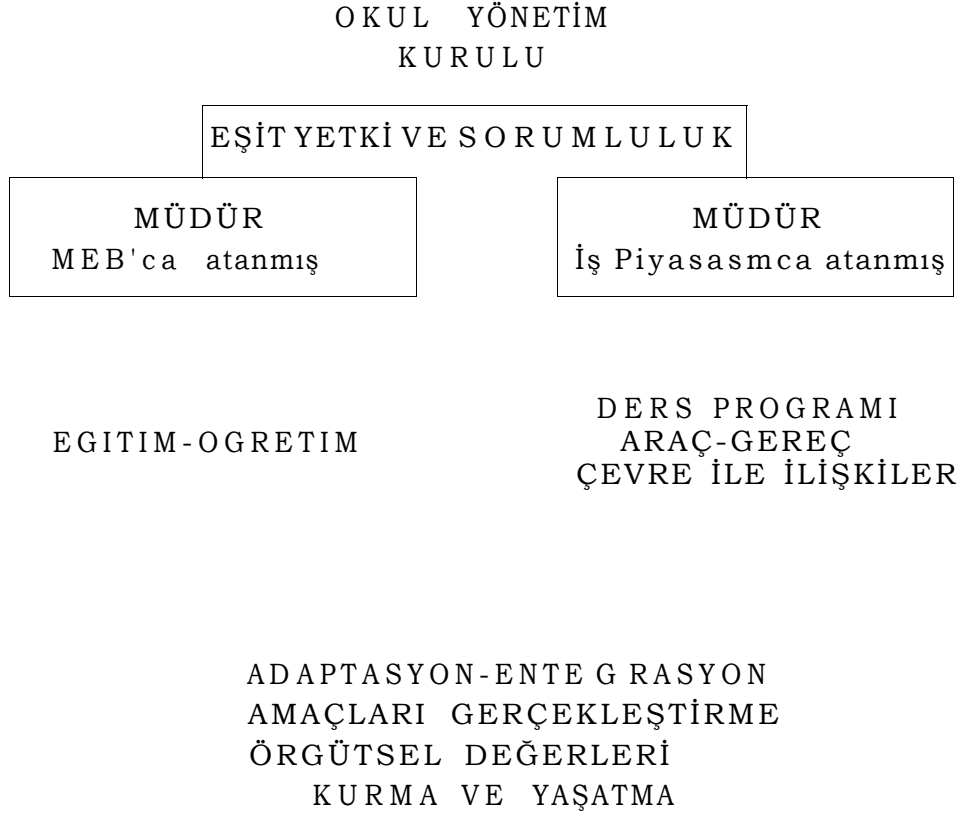 OKUL YÖNETİM
KURULU
EŞİT YETKİ VE SORUMLULUK
MÜDÜR
MEB'ca atanmış
MÜDÜR
İş Piyasasmca atanmış
EGITIM-OGRETIM
DERS PROGRAMI
ARAÇ-GEREÇ
ÇEVRE İLE İLİŞKİLER
ADAPTASYON-ENTEGRASYON
AMAÇLARI GERÇEKLEŞTİRME
ÖRGÜTSEL DEĞERLERİ
KURMA VE YAŞATMA